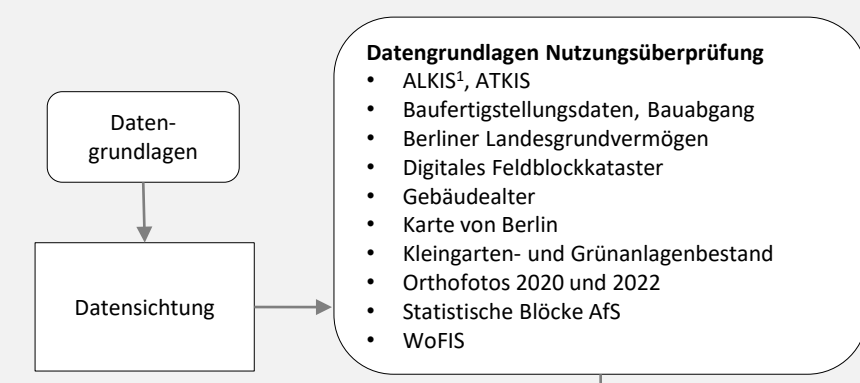 Daten-
grundlagen
Datensichtung
Datengrundlagen Nutzungsüberprüfung
• ALKIS¹, ATKIS
• Baufertigstellungsdaten, Bauabgang
• Berliner Landesgrundvermögen
• Digitales Feldblockkataster
• Gebäudealter
• Karte von Berlin
• Kleingarten- und Grünanlagenbestand
• Orthofotos 2020 und 2022
• Statistische Blöcke AfS
• WoFIS